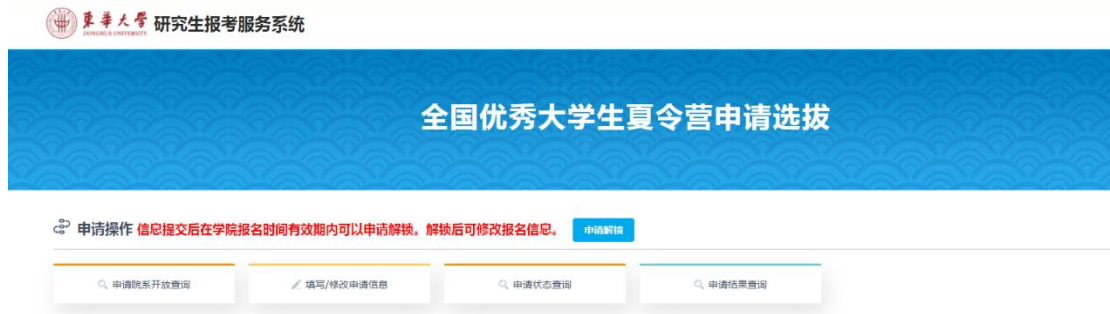 東華大學 研究生报考服务系统
DONGHUA UNIVERSITY
全国优秀大学生夏令营申请选拔
申请操作 信息提交后在学院报名时间有效期内可以申请解锁。解锁后可修改报名信息。 申请解锁
申请院系开放查询 填写/修改申请信息 申请状态查询 申请结果查询